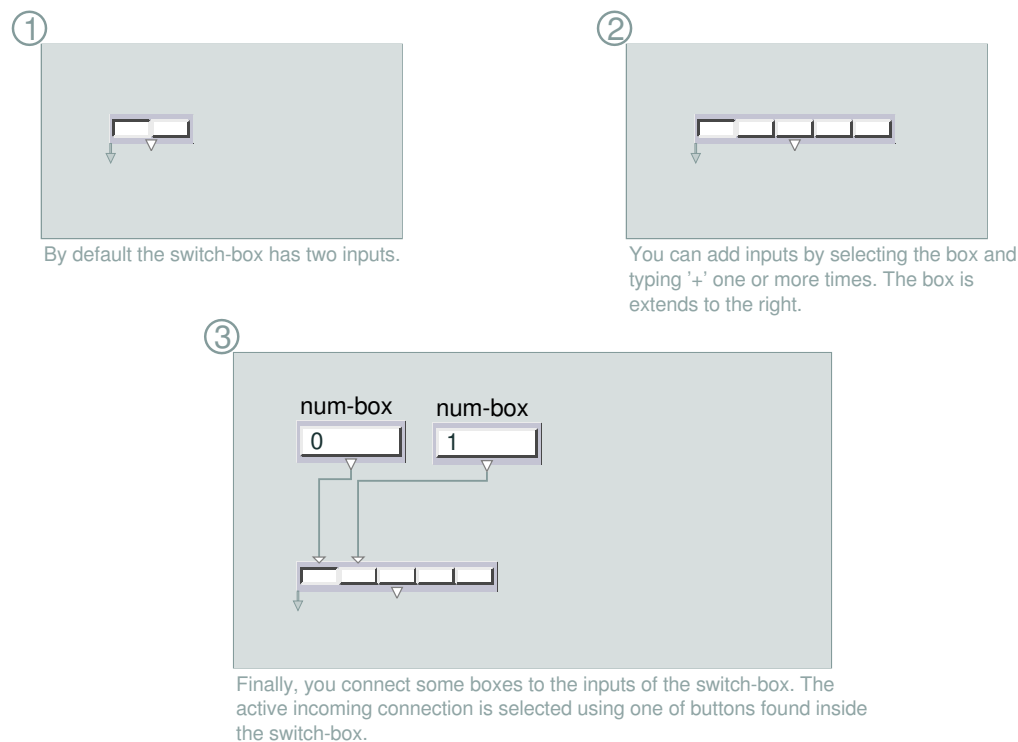 1
By default the switch-box has two inputs.
2
You can add inputs by selecting the box and
typing ’+’ one or more times. The box is
extends to the right.
3
num-box num-box
0 1
Finally, you connect some boxes to the inputs of the switch-box. The
active incoming connection is selected using one of buttons found inside
the switch-box.